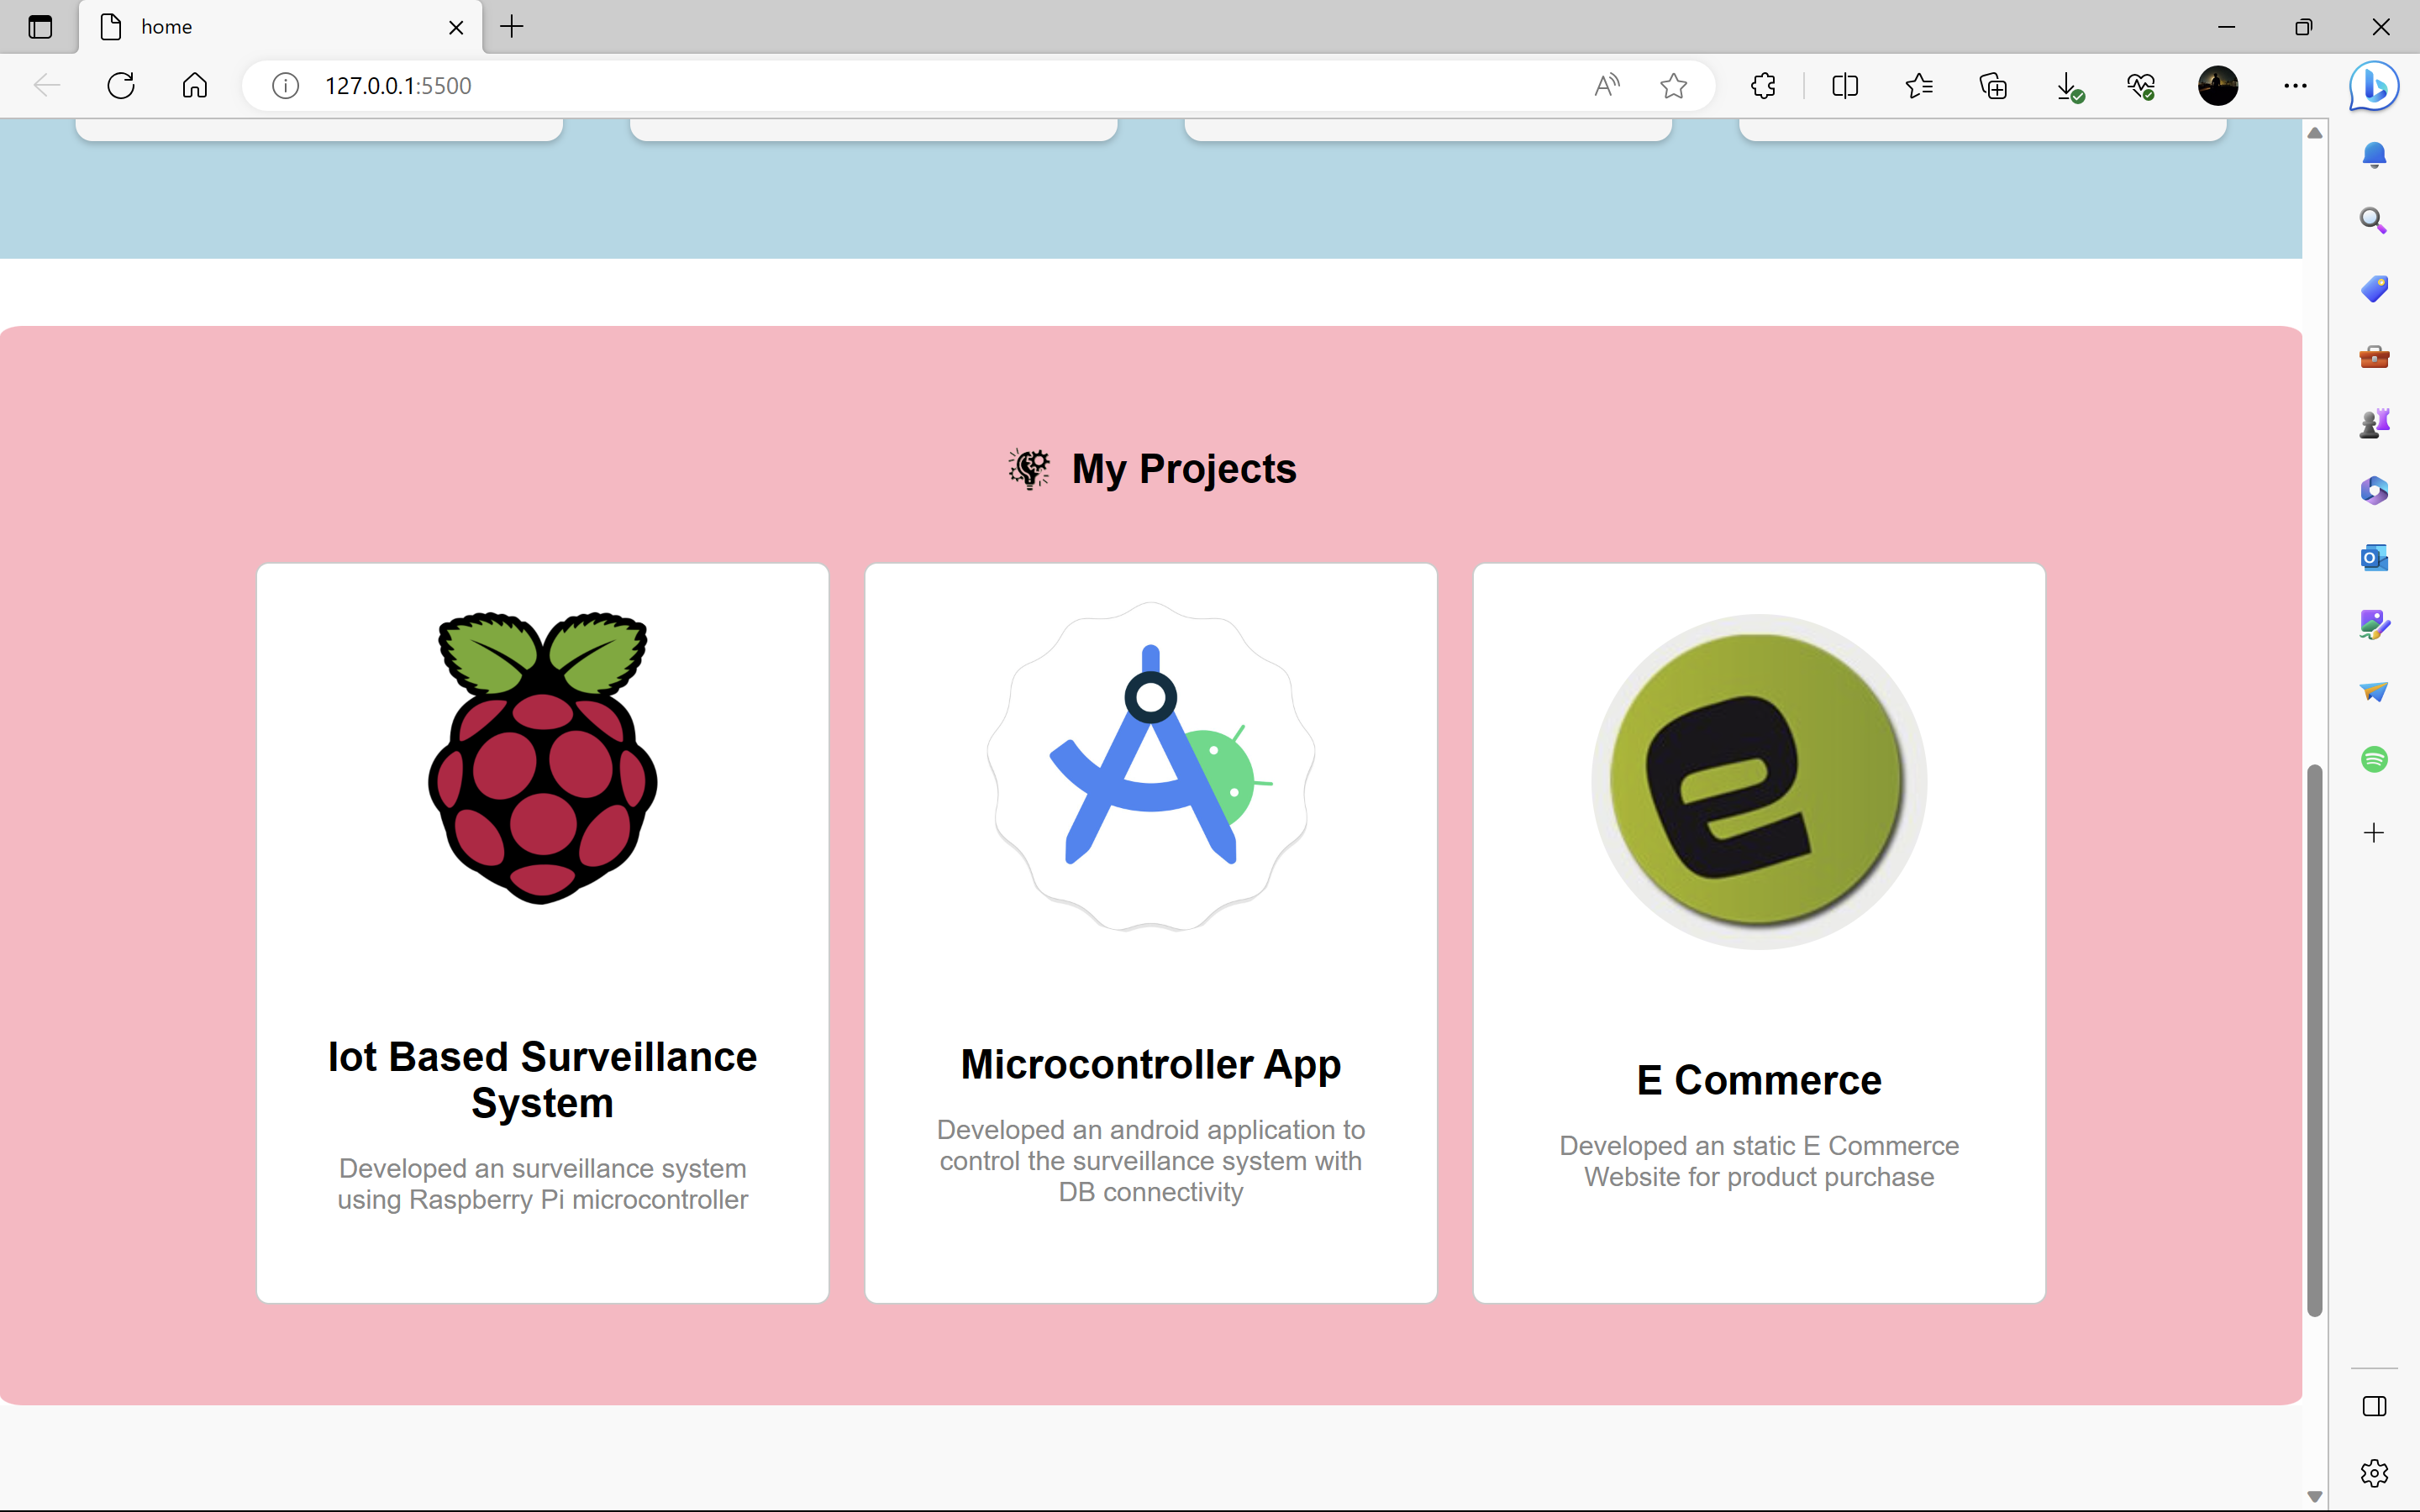 home
127.0.0.1:5500
My Projects
Iot Based Surveillance
System
Developed an surveillance system
using Raspberry Pi microcontroller
Microcontroller App
Developed an android application to
control the surveillance system with
DB connectivity
E Commerce
Developed an static E Commerce
Website for product purchase